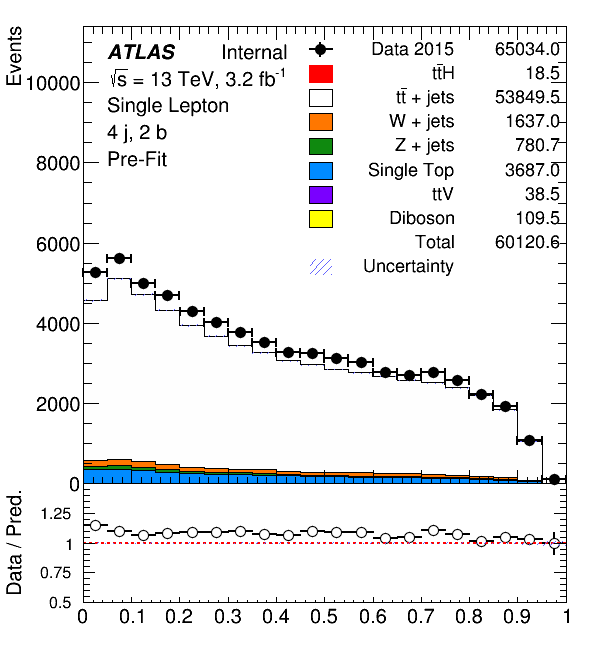 Events
10000
8000
6000
4000
2000
0
ATLAS Internal
√s = 13 TeV, 3.2 fb-1
Single Lepton
4 j, 2 b
Pre-Fit
Data 2015 65034.0
tt̄H 18.5
tt̄ + jets 53849.5
W + jets 1637.0
Z + jets 780.7
Single Top 3687.0
ttV 38.5
Diboson 109.5
Total 60120.6
Uncertainty
Data / Pred.
1.25
1
0.75
0.5
0 0.1 0.2 0.3 0.4 0.5 0.6 0.7 0.8 0.9 1